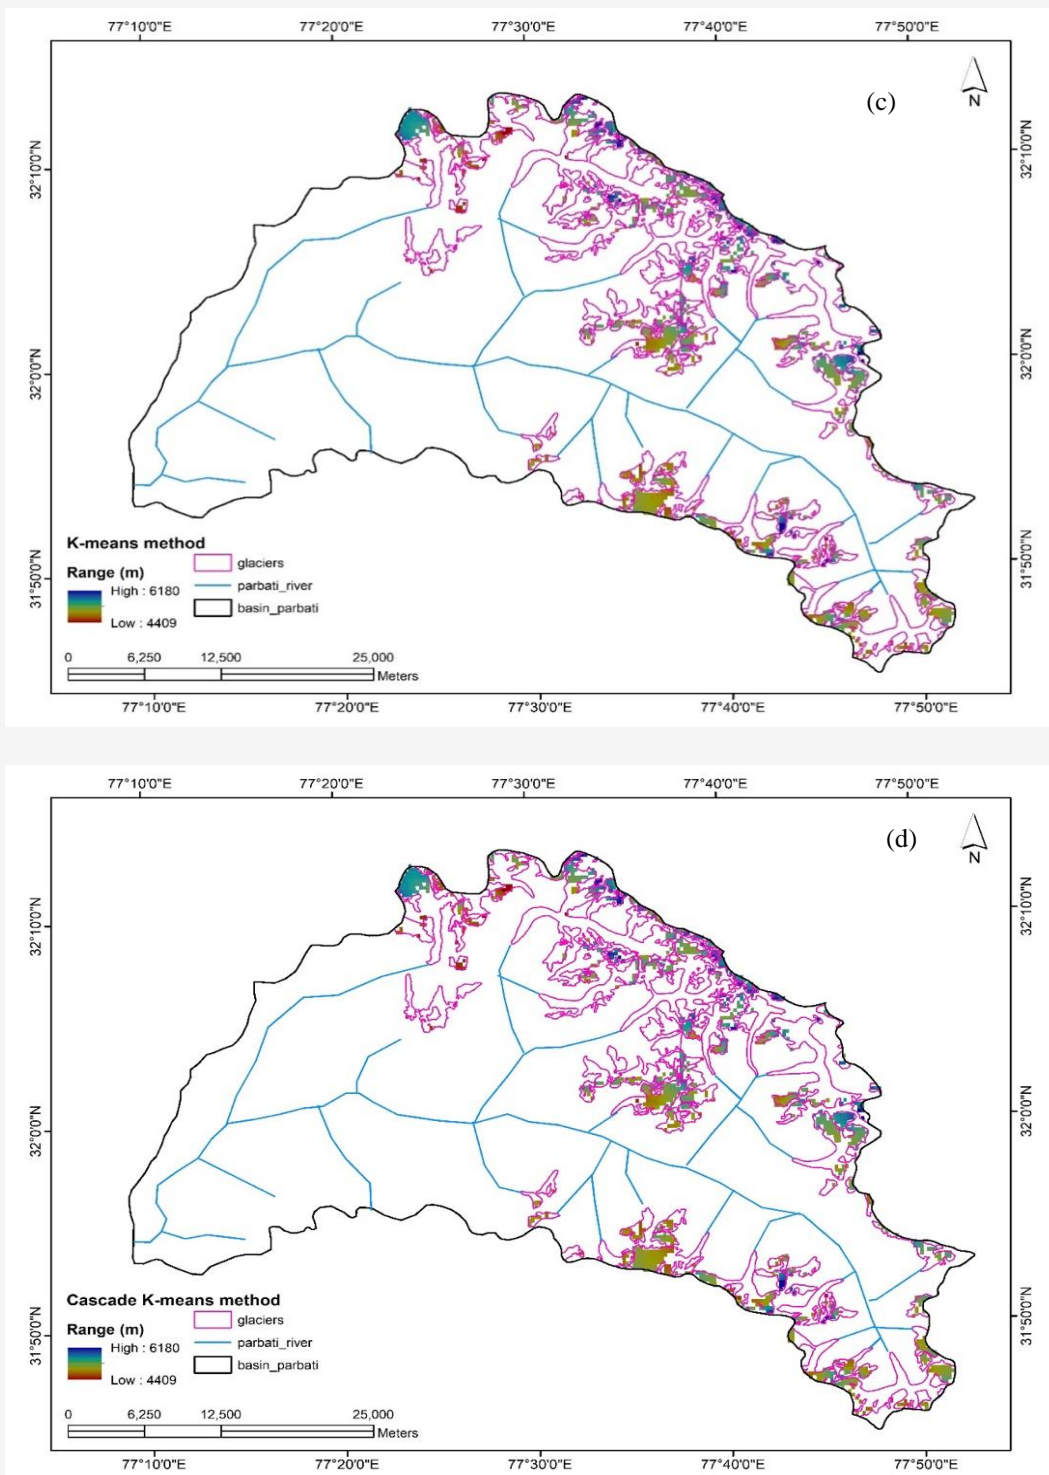 77°10'0"E 77°20'0"E 77°30'0"E 77°40'0"E 77°50'0"E
(c)
N
32°10'0"N 32°10'0"N
32°0'0"N 32°0'0"N
31°50'0"N 31°50'0"N
K-means method
Range (m)
High : 6180
Low : 4409
glaciers
parbati_river
basin_parbati
0 6,250 12,500 25,000
Meters
77°10'0"E 77°20'0"E 77°30'0"E 77°40'0"E 77°50'0"E
77°10'0"E 77°20'0"E 77°30'0"E 77°40'0"E 77°50'0"E
(d)
N
32°10'0"N 32°10'0"N
32°0'0"N 32°0'0"N
31°50'0"N 31°50'0"N
Cascade K-means method
Range (m)
High : 6180
Low : 4409
glaciers
parbati_river
basin_parbati
0 6,250 12,500 25,000
Meters
77°10'0"E 77°20'0"E 77°30'0"E 77°40'0"E 77°50'0"E